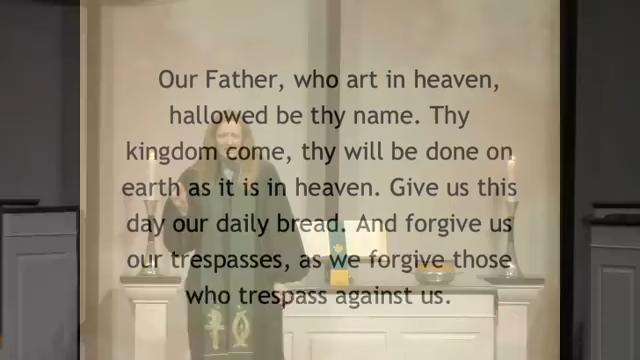 Our Father, who art in heaven,
hallowed be thy name. Thy
kingdom come, thy will be done on
earth as it is in heaven. Give us this
day our daily bread. And forgive us
our trespasses, as we forgive those
who trespass against us.